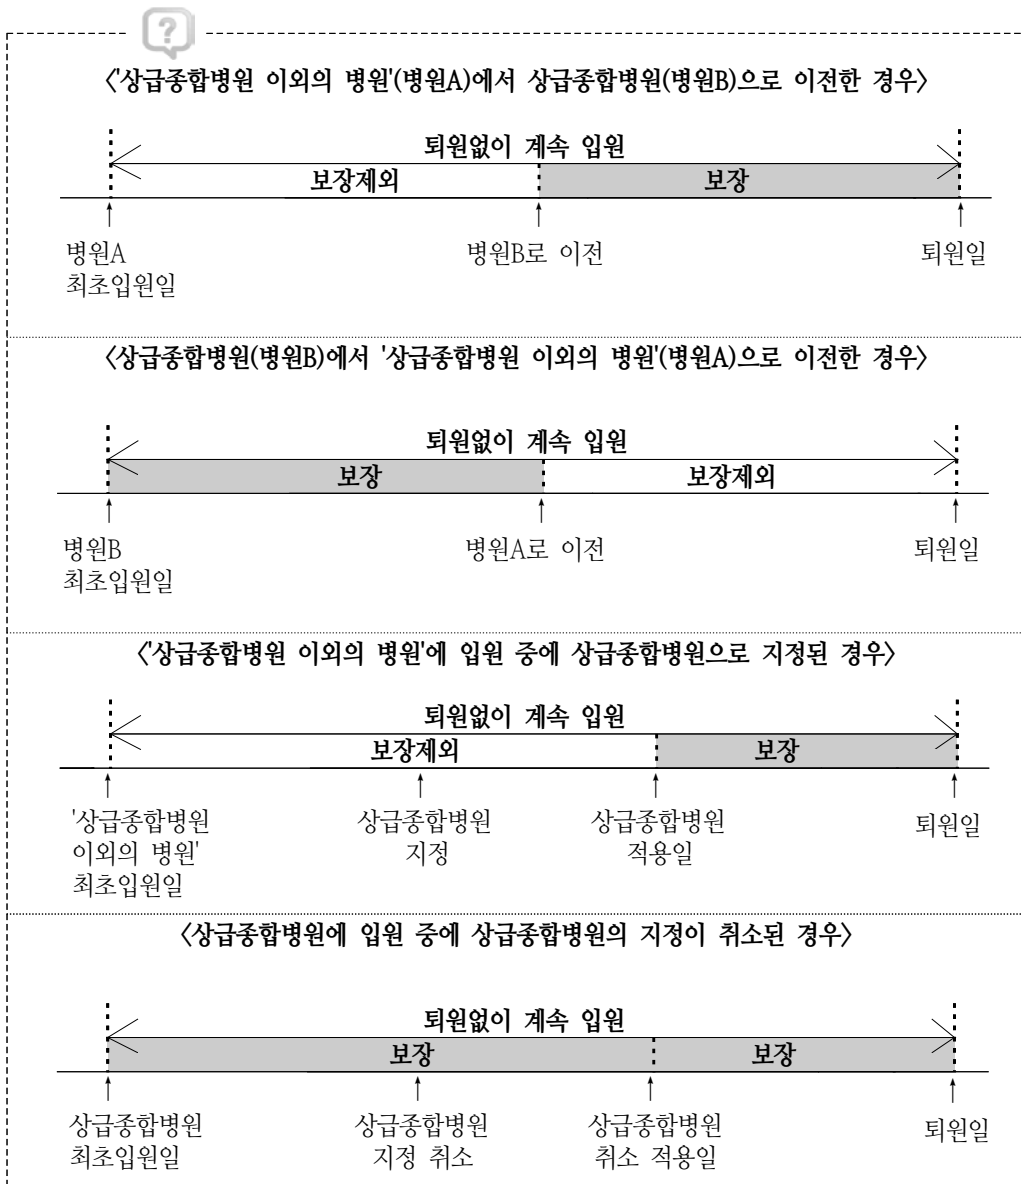 ?
<'상급종합병원 이외의 병원'(병원A)에서 상급종합병원(병원B)으로 이전한 경우>
퇴원없이 계속 입원
보장제외 보장
병원A 병원B로 이전 퇴원일
최초입원일
<상급종합병원(병원B)에서 '상급종합병원 이외의 병원'(병원A)으로 이전한 경우>
퇴원없이 계속 입원
보장 보장제외
병원B 병원A로 이전 퇴원일
최초입원일
<'상급종합병원 이외의 병원'에 입원 중에 상급종합병원으로 지정된 경우>
퇴원없이 계속 입원
보장제외 보장
'상급종합병원 상급종합병원 상급종합병원 퇴원일
이외의 병원' 지정 적용일
최초입원일
<상급종합병원에 입원 중에 상급종합병원의 지정이 취소된 경우>
퇴원없이 계속 입원
보장 보장
상급종합병원 상급종합병원 상급종합병원 퇴원일
최초입원일 지정 취소 취소 적용일